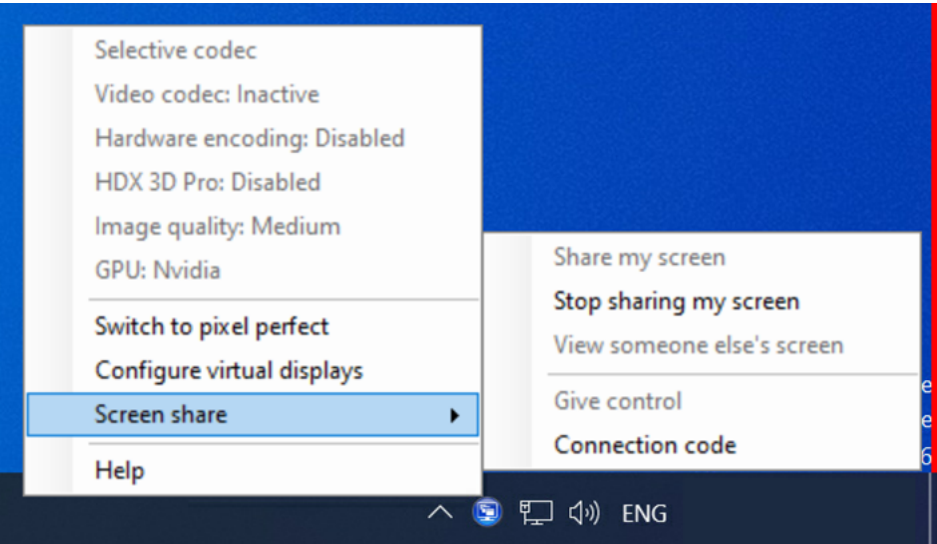 Selective codec
Video codec: Inactive
Hardware encoding: Disabled
HDX 3D Pro: Disabled
Image quality: Medium
GPU: Nvidia
Switch to pixel perfect
Configure virtual displays
Screen share
Help
Share my screen
Stop sharing my screen
View someone else's screen
Give control
Connection code
e
e
6
ENG